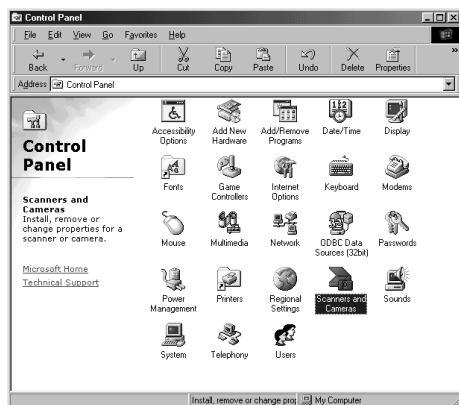 Control Panel
File Edit View Go Favorites Help
Back Forward Up Cut Copy Paste Undo Delete Properties »
Address Control Panel
Control
Panel
Scanners and
Cameras
Install, remove or
change properties for a
scanner or camera.
Microsoft Home
Technical Support
Accessibility
Options
Add New
Hardware
Add/Remove
Programs
Date/Time
Display
Fonts
Game
Controllers
Internet
Options
Keyboard
Modems
Mouse
Multimedia
Network
ODBC Data
Sources (32bit)
Passwords
Power
Management
Printers
Regional
Settings
Scanners and
Cameras
Sounds
System
Telephony
Users
Install, remove or change prop My Computer